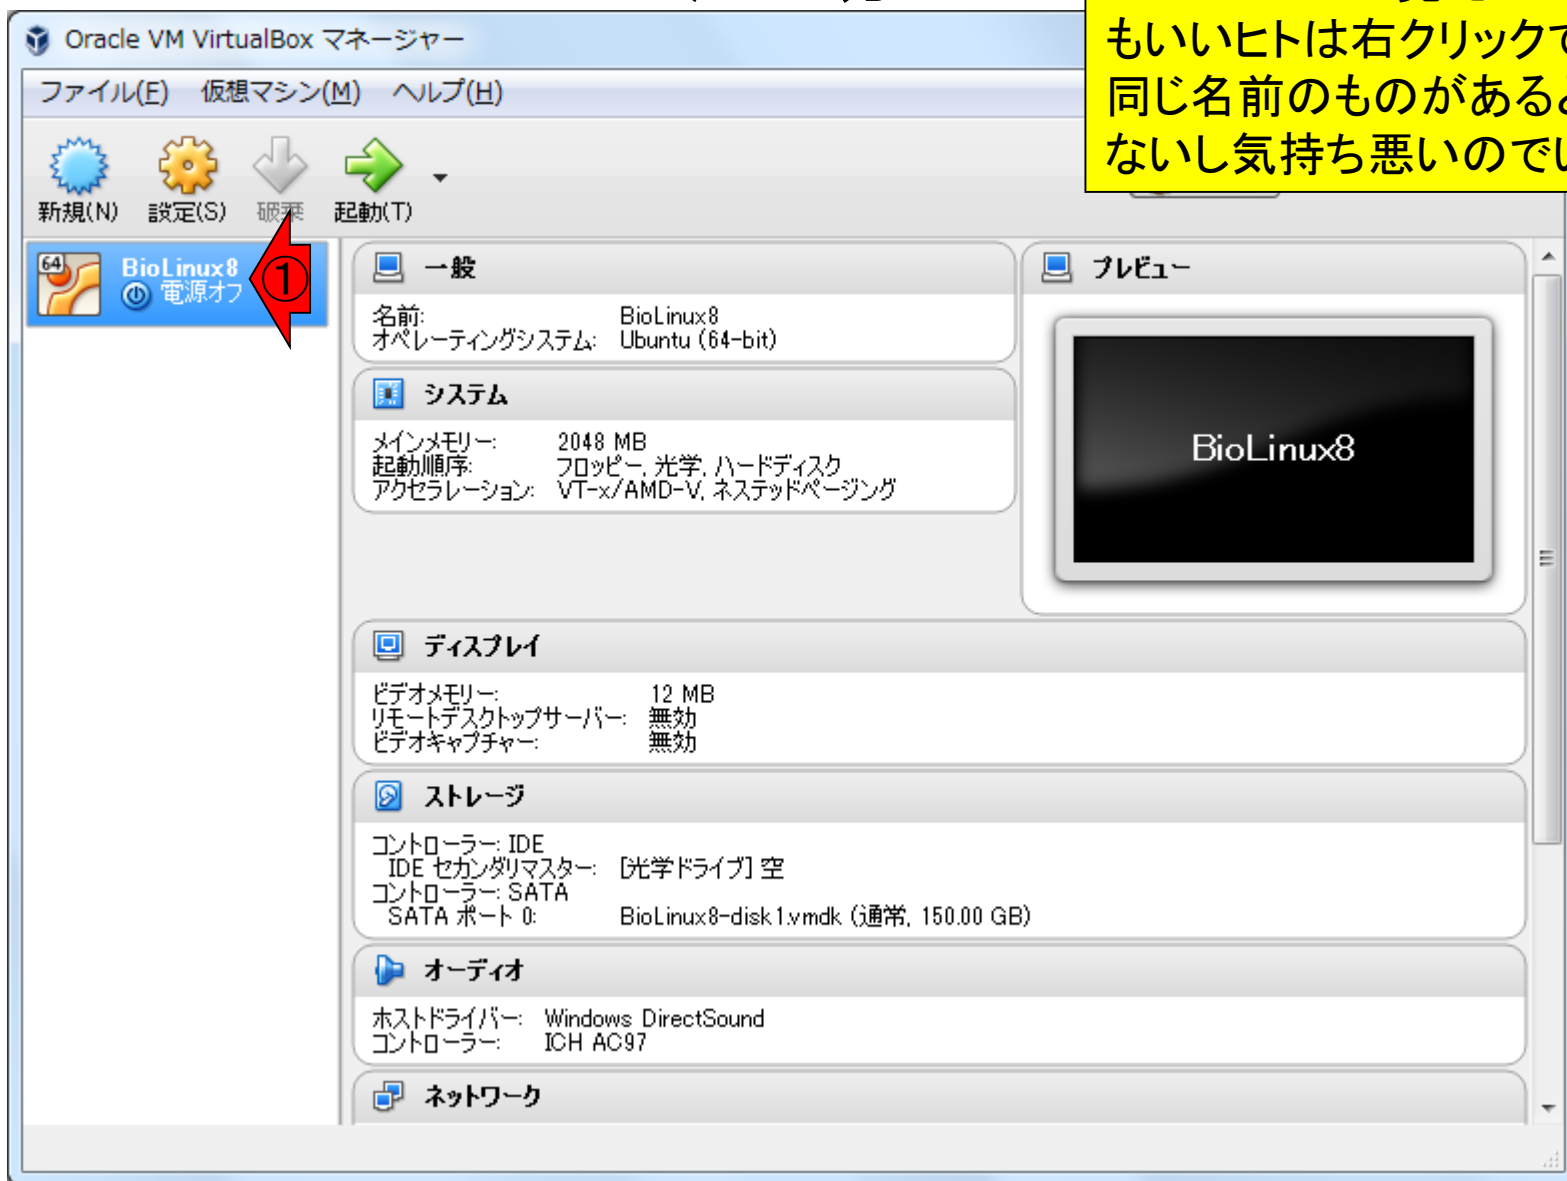 Oracle VM VirtualBox マネージャー
もいいヒトは右クリックで
同じ名前のものがあると
ないし気持ち悪いのでい
ファイル(F) 仮想マシン(M) ヘルプ(H)
新規(N) 設定(S) 破棄 起動(T)
BioLinux8
電源オフ
①
64
一般
名前: BioLinux8
オペレーティングシステム: Ubuntu (64-bit)
プレビュー
BioLinux8
システム
メインメモリー: 2048 MB
起動順序: フロッピー, 光学, ハードディスク
アクセラレーション: VT-x/AMD-V, ネステッドページング
ディスプレイ
ビデオメモリー: 12 MB
リモートデスクトップサーバー: 無効
ビデオキャプチャー: 無効
ストレージ
コントローラー: IDE
IDE セカンダリマスター: [光学ドライブ] 空
コントローラー: SATA
SATA ポート 0: BioLinux8-disk1.vmdk (通常, 150.00 GB)
オーディオ
ホストドライバー: Windows DirectSound
コントローラー: ICH AC97
ネットワーク